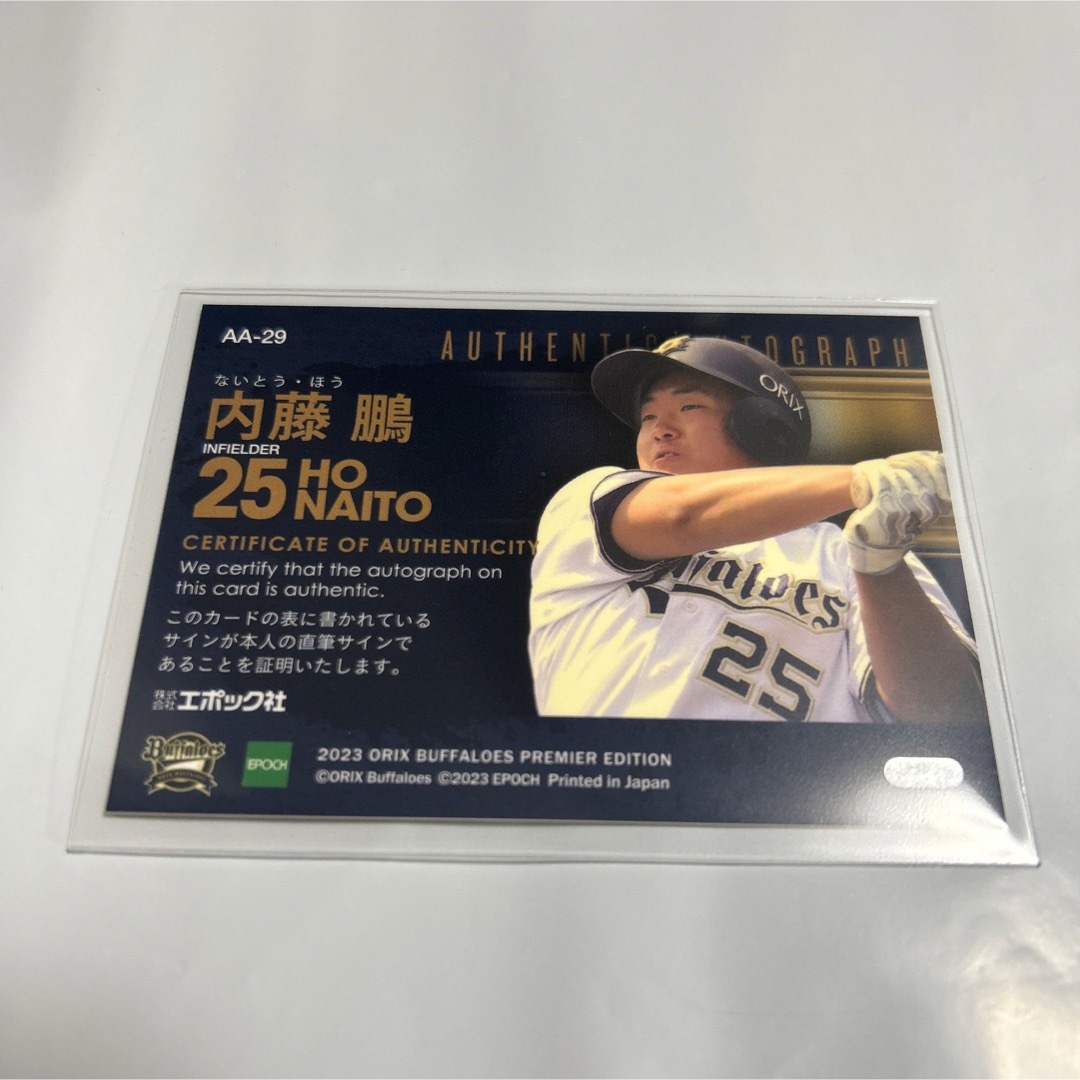 AA-29
AUTHENTIC AUTOGRAPH
ないとう・ほう
内藤 鵬
INFIELDER
25 HO NAITO
CERTIFICATE OF AUTHENTICITY
We certify that the autograph on
this card is authentic.
このカードの表に書かれている
サインが本人の直筆サインで
あることを証明いたします。
株式会社エポック社
ORIX
Buffaloes
25
Buffaloes
ORIX BUFFALOES
EPOCH
2023 ORIX BUFFALOES PREMIER EDITION
©ORIX Buffaloes ©2023 EPOCH Printed in Japan